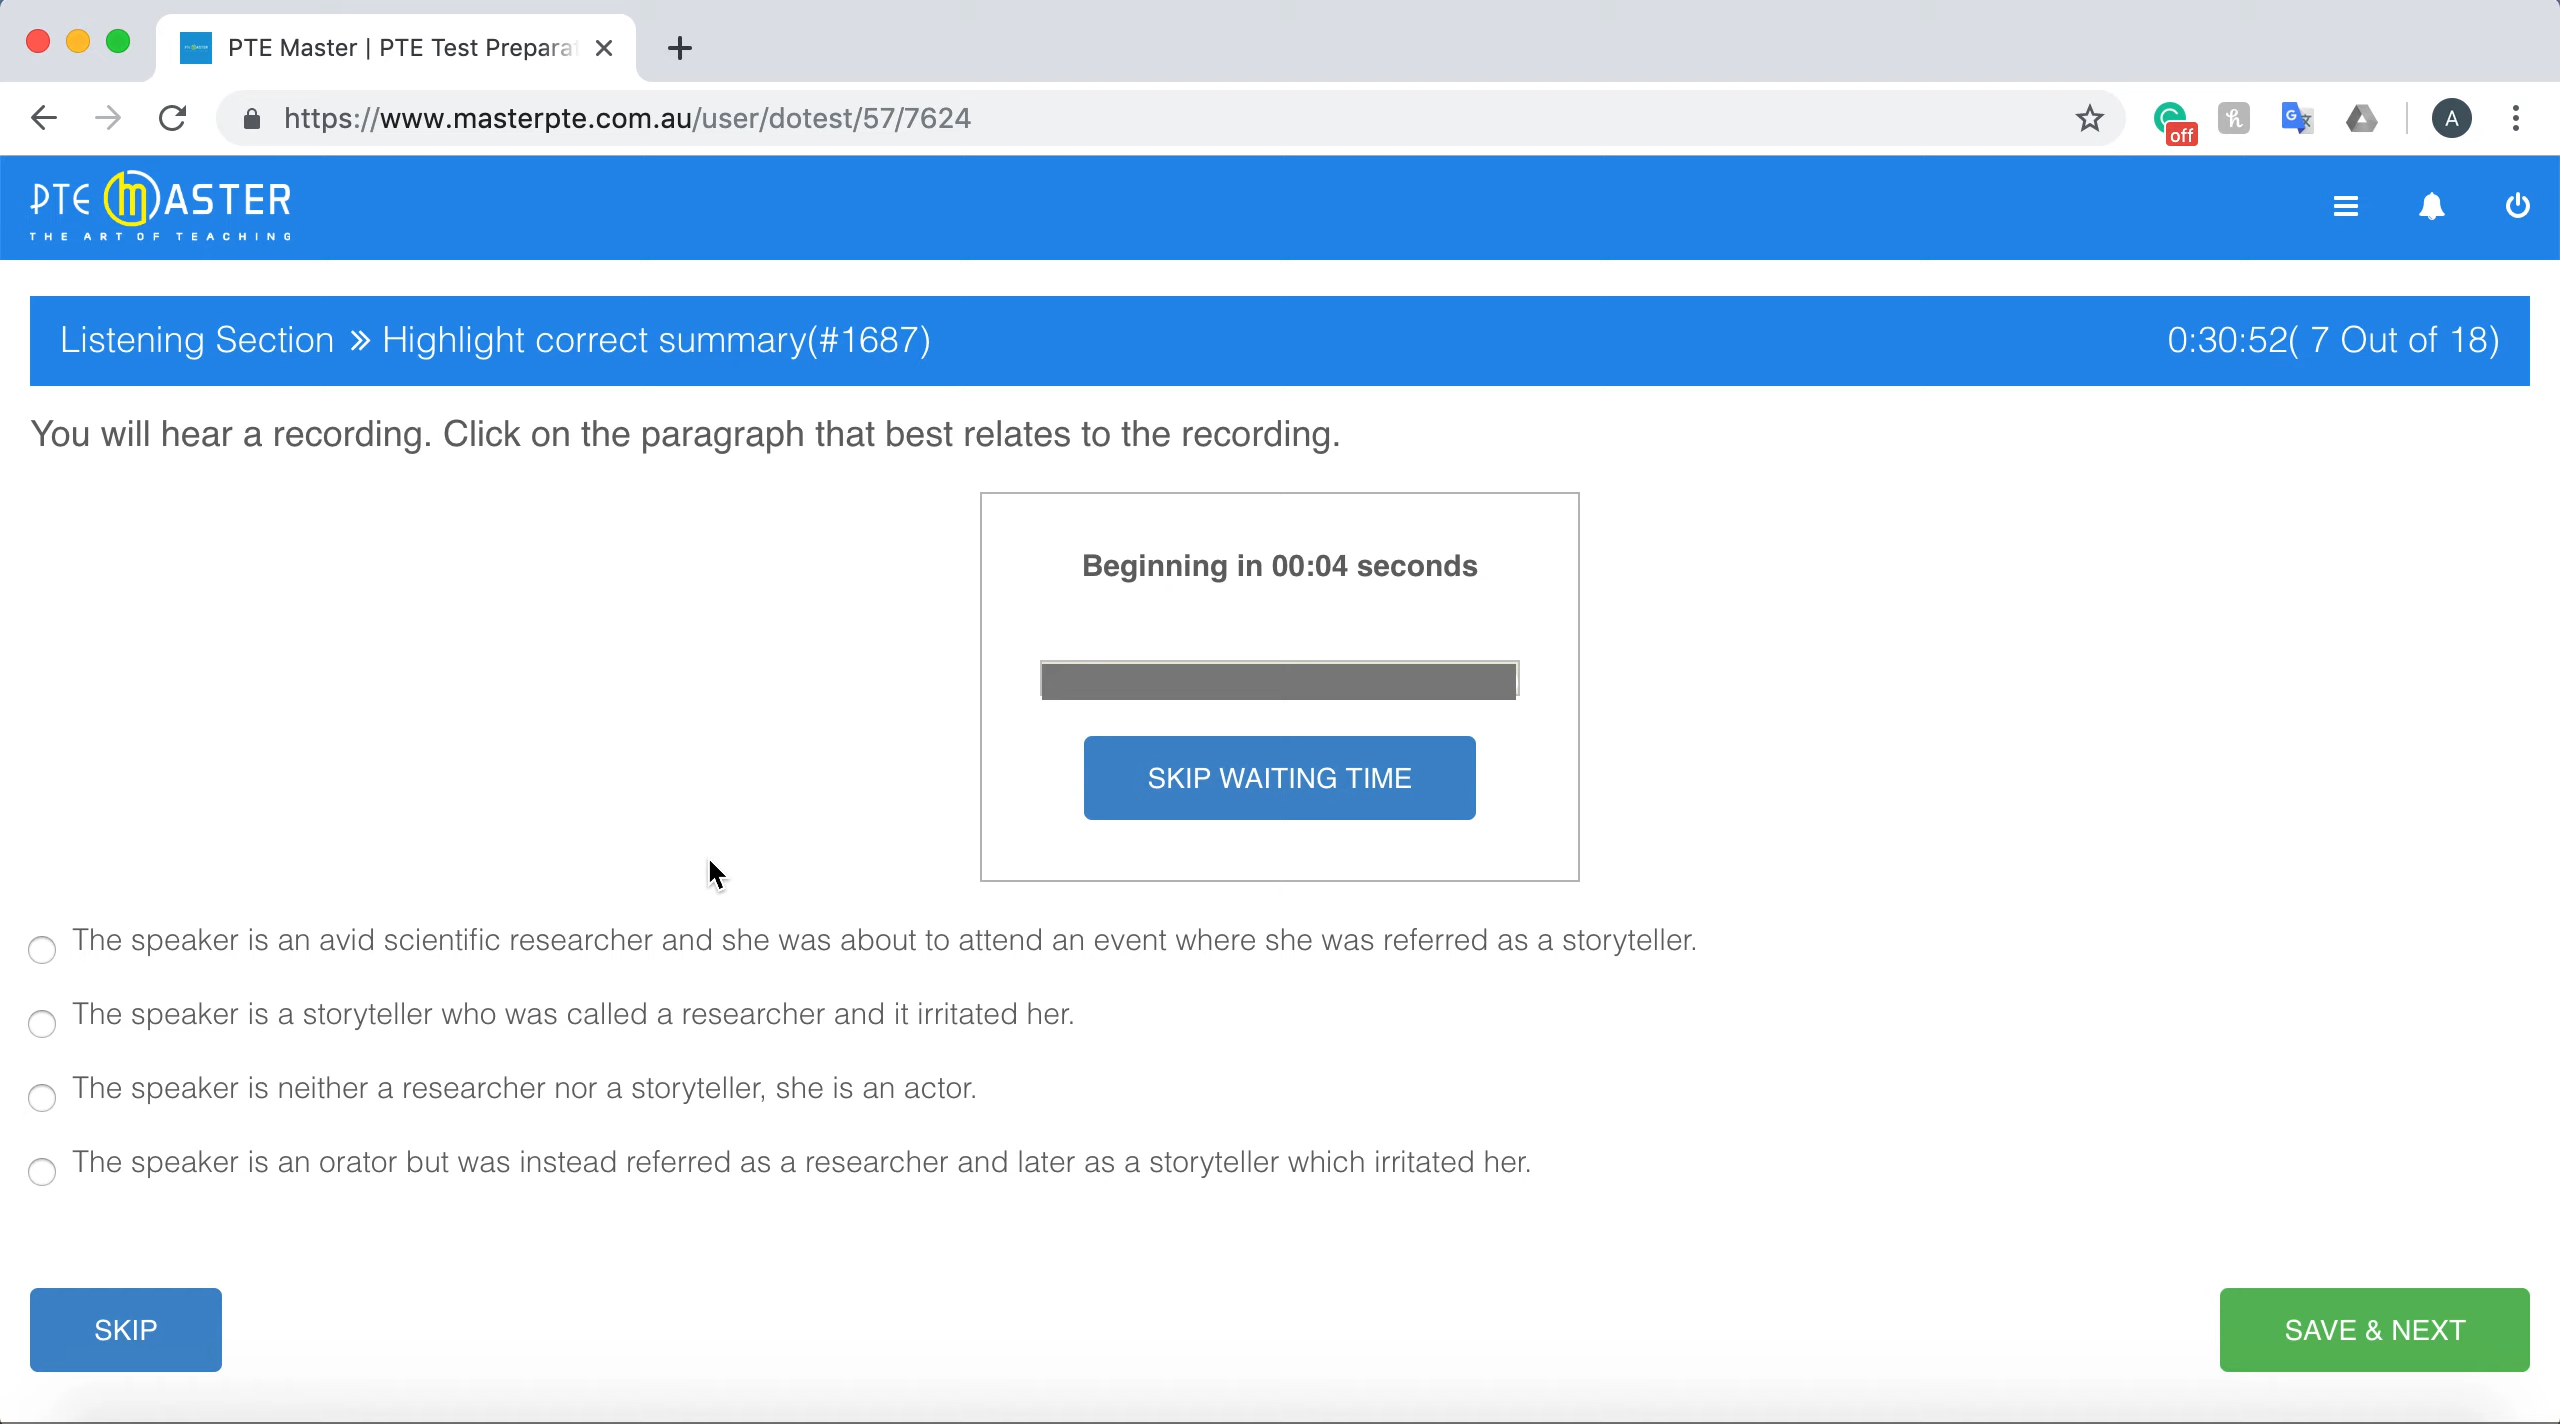 PTE Master | PTE Test Prepara
https://www.masterpte.com.au/user/dotest/57/7624
off
A
PTE MASTER
THE ART OF TEACHING
Listening Section » Highlight correct summary(#1687)
0:30:52( 7 Out of 18)
You will hear a recording. Click on the paragraph that best relates to the recording.
Beginning in 00:04 seconds
SKIP WAITING TIME
The speaker is an avid scientific researcher and she was about to attend an event where she was referred as a storyteller.
The speaker is a storyteller who was called a researcher and it irritated her.
The speaker is neither a researcher nor a storyteller, she is an actor.
The speaker is an orator but was instead referred as a researcher and later as a storyteller which irritated her.
SKIP
SAVE & NEXT